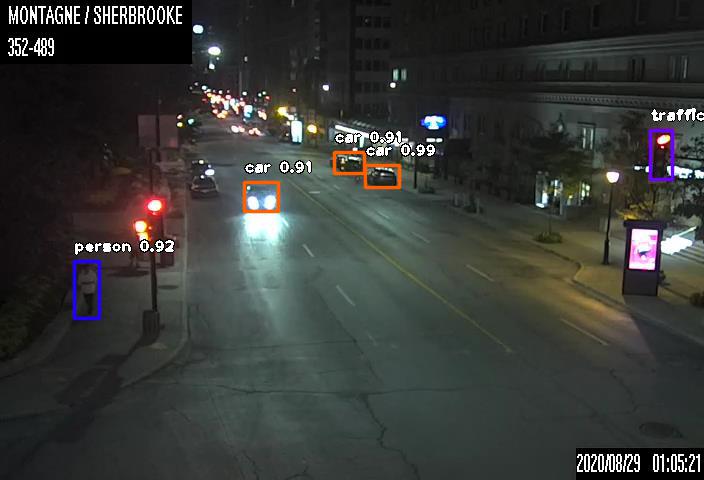 MONTAGNE / SHERBROOKE
352-489
traffic
car 0.91
car 0.99
car 0.91
person 0.92
2020/08/29 01:05:21